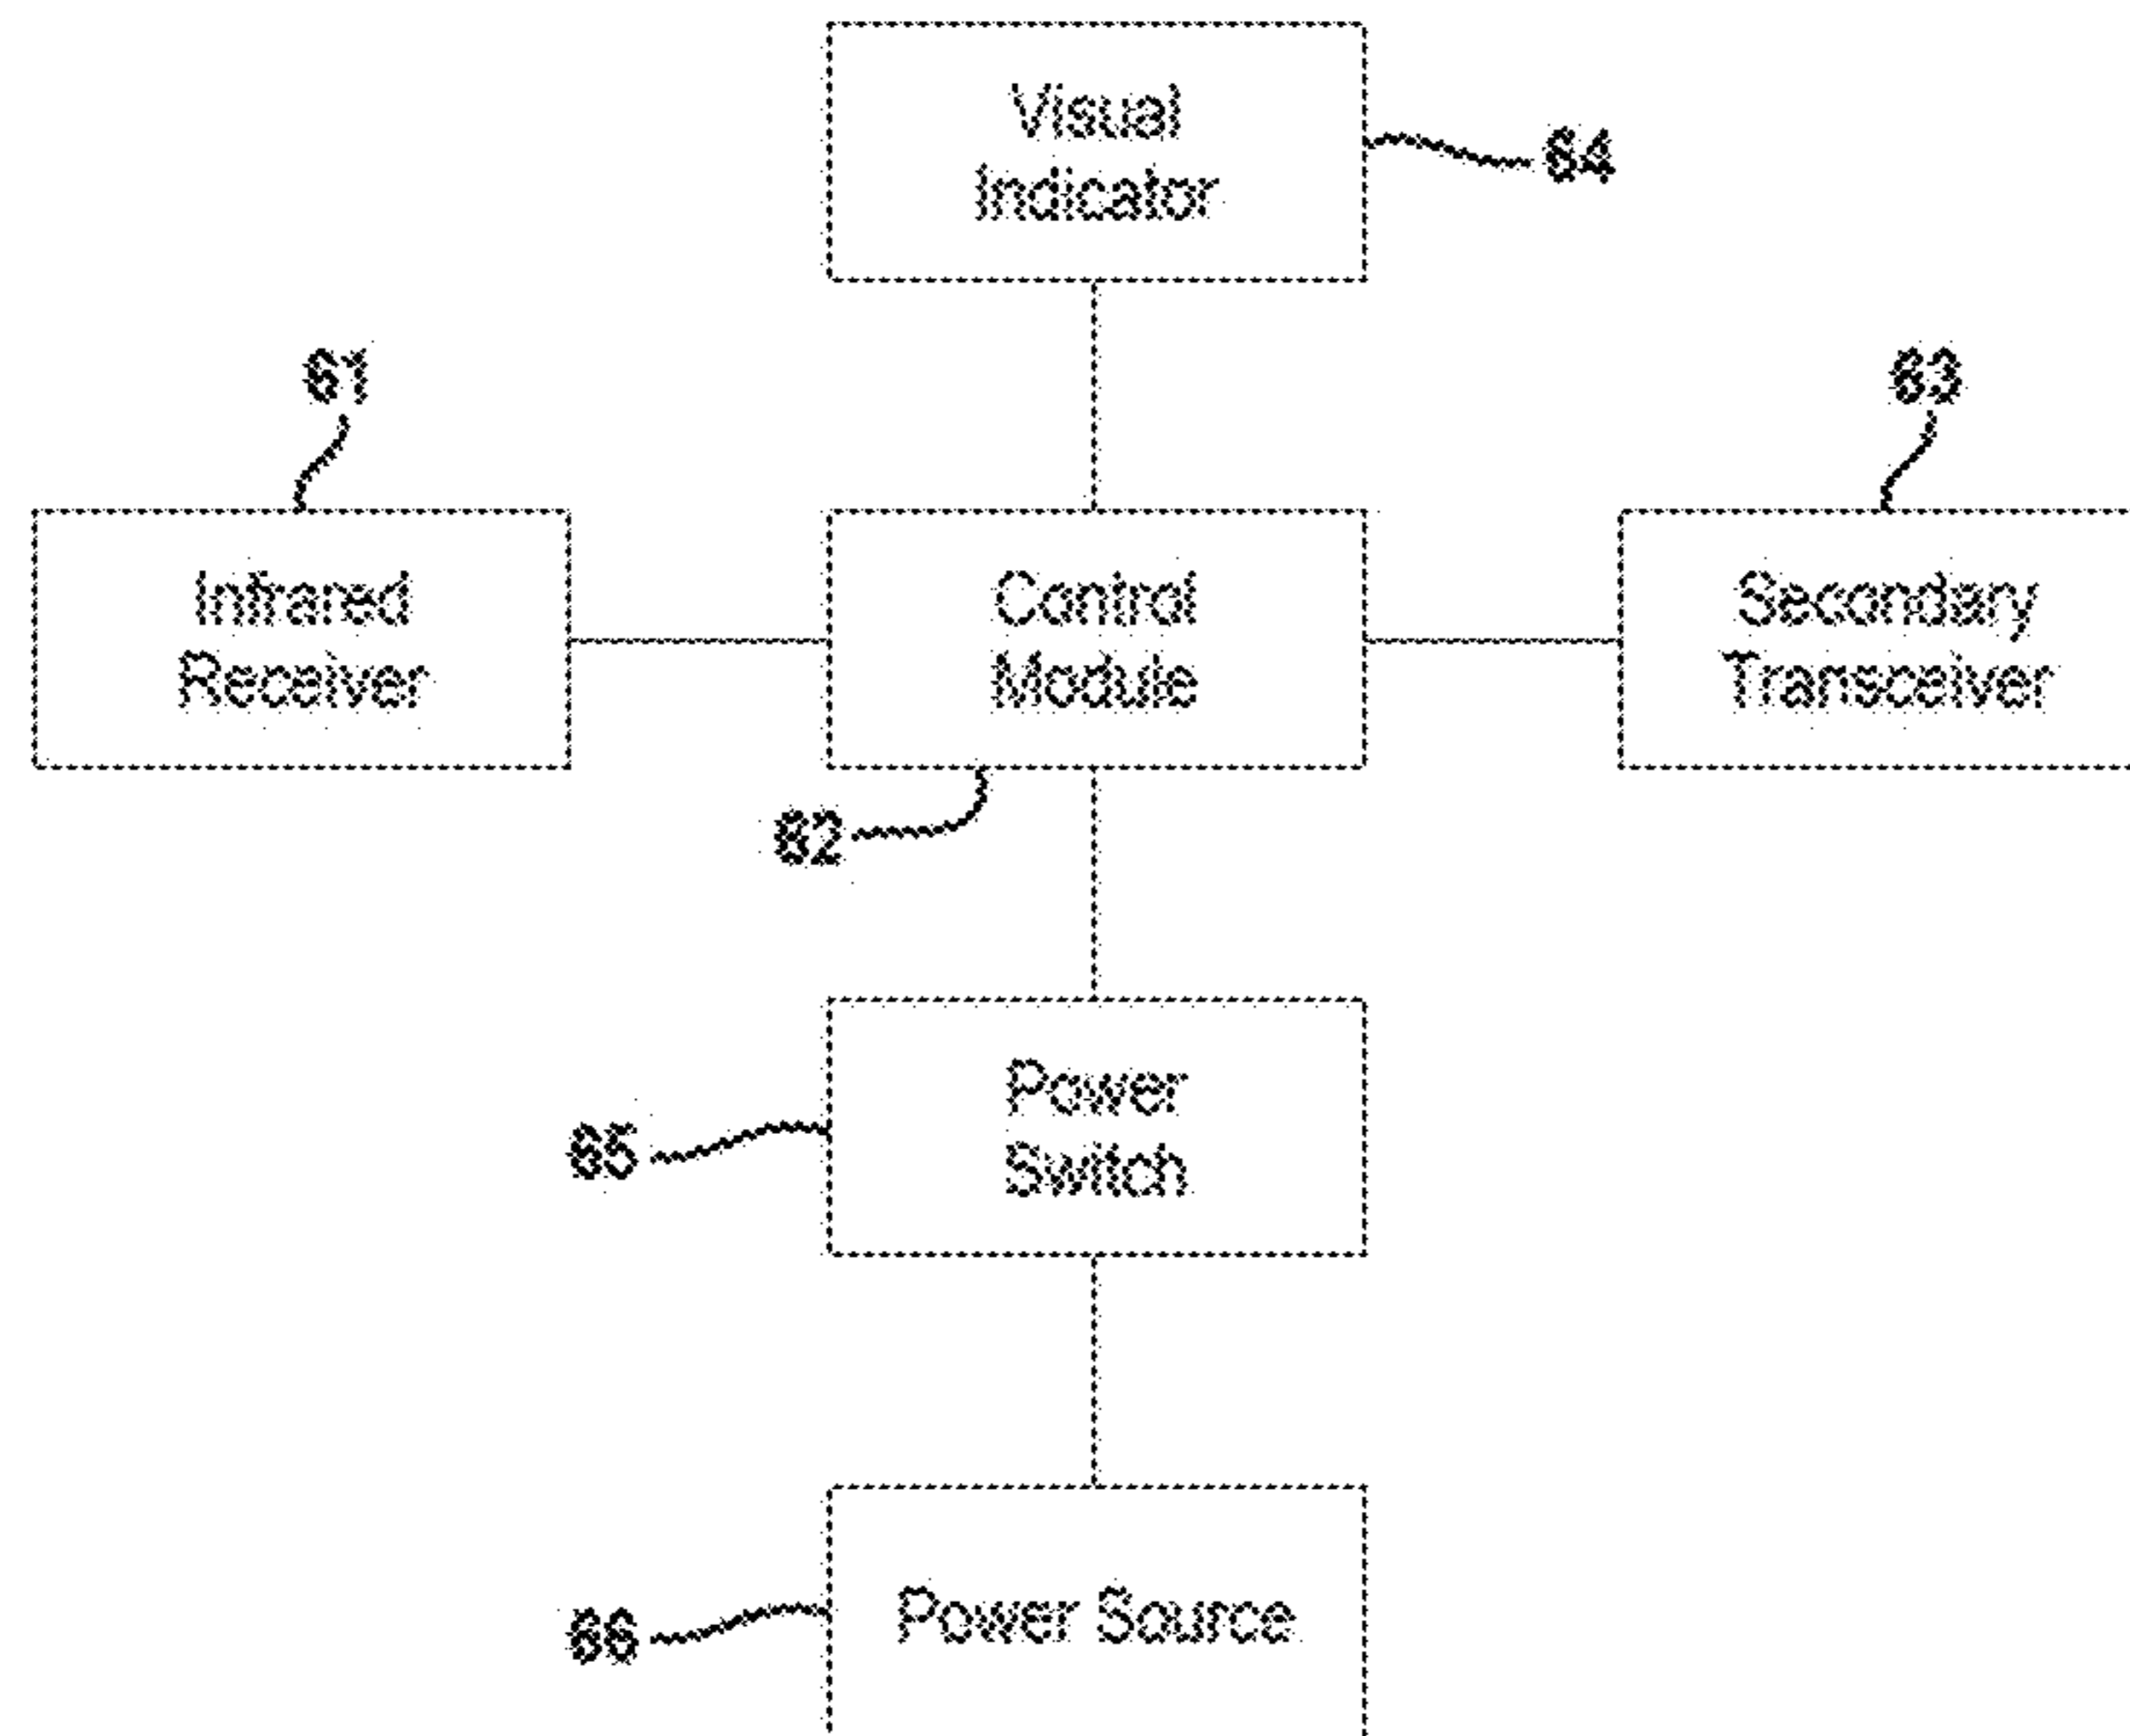 Visual
Indicator
84
81
83
Infrared
Receiver
Control
Module
Secondary
Transceiver
82
Power
Switch
85
Power Source
86